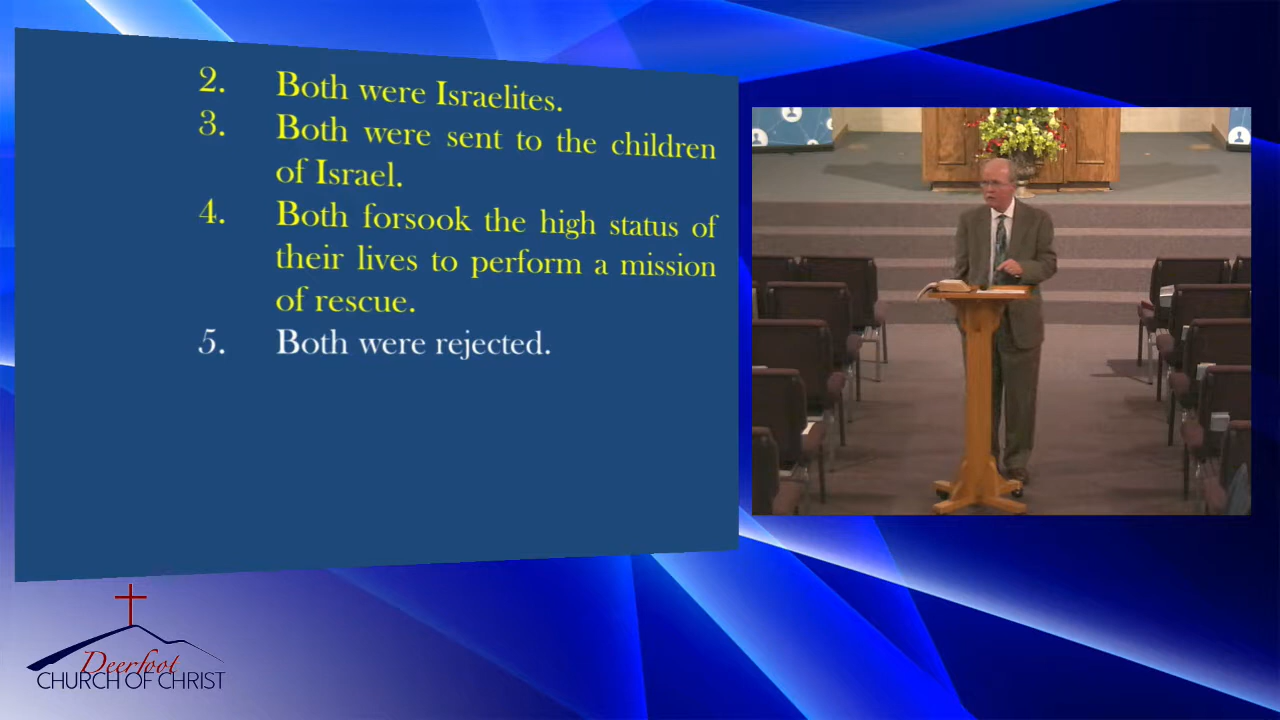 2. Both were Israelites.
3. Both were sent to the children
of Israel.
4. Both forsook the high status of
their lives to perform a mission
of rescue.
5. Both were rejected.
Deerfoot
CHURCH OF CHRIST